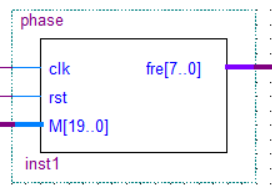 phase
clk fre[7..0]
rst
M[19..0]
inst1